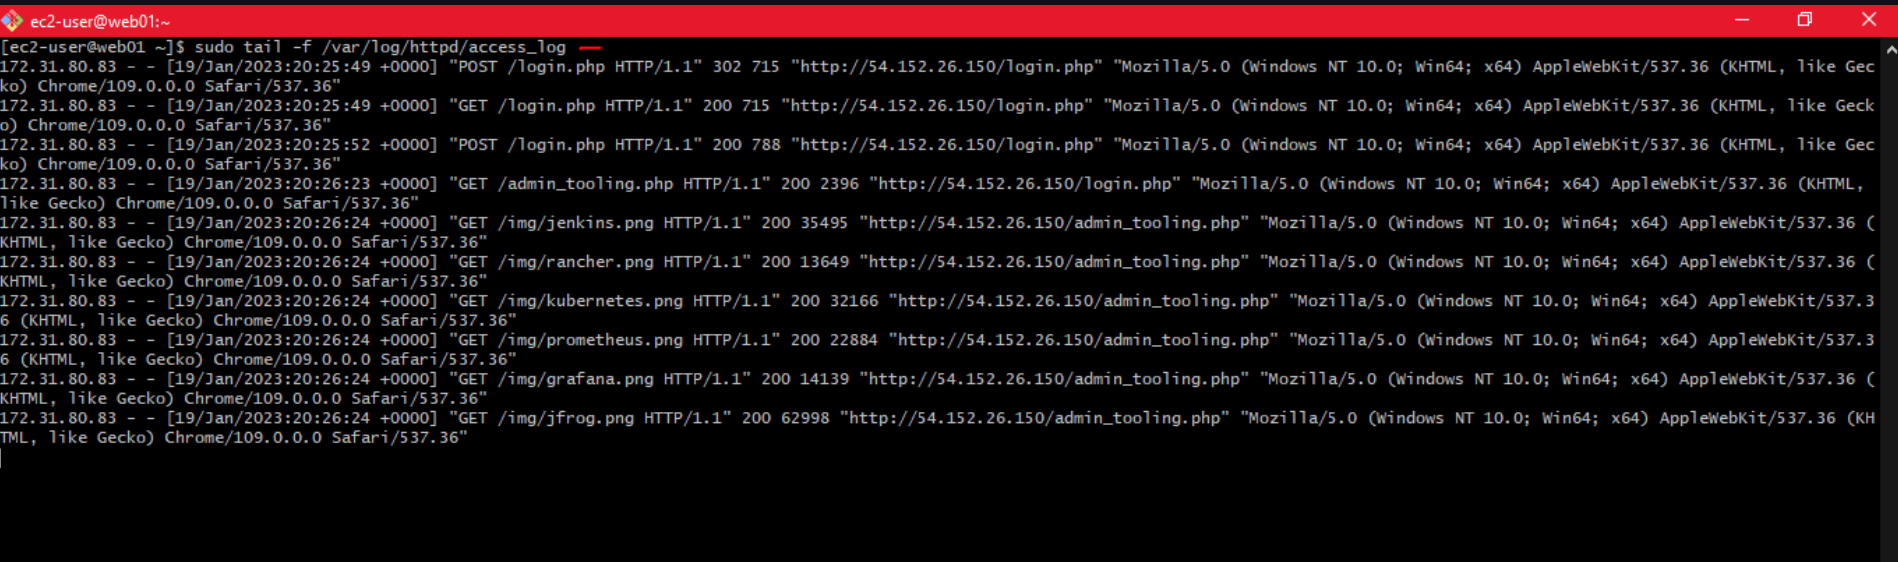 ec2-user@web01:~
[ec2-user@web01 ~]$ sudo tail -f /var/log/httpd/access_log
172.31.80.83 - - [19/Jan/2023:20:25:49 +0000] "POST /login.php HTTP/1.1" 302 715 "http://54.152.26.150/login.php" "Mozilla/5.0 (Windows NT 10.0; Win64; x64) AppleWebKit/537.36 (KHTML, like Gec
ko) Chrome/109.0.0.0 Safari/537.36"
172.31.80.83 - - [19/Jan/2023:20:25:49 +0000] "GET /login.php HTTP/1.1" 200 715 "http://54.152.26.150/login.php" "Mozilla/5.0 (Windows NT 10.0; Win64; x64) AppleWebKit/537.36 (KHTML, like Geck
o) Chrome/109.0.0.0 Safari/537.36"
172.31.80.83 - - [19/Jan/2023:20:25:52 +0000] "POST /login.php HTTP/1.1" 200 788 "http://54.152.26.150/login.php" "Mozilla/5.0 (Windows NT 10.0; Win64; x64) AppleWebKit/537.36 (KHTML, like Gec
ko) Chrome/109.0.0.0 Safari/537.36"
172.31.80.83 - - [19/Jan/2023:20:26:23 +0000] "GET /admin_tooling.php HTTP/1.1" 200 2396 "http://54.152.26.150/login.php" "Mozilla/5.0 (Windows NT 10.0; Win64; x64) AppleWebKit/537.36 (KHTML,
like Gecko) Chrome/109.0.0.0 Safari/537.36"
172.31.80.83 - - [19/Jan/2023:20:26:24 +0000] "GET /img/jenkins.png HTTP/1.1" 200 35495 "http://54.152.26.150/admin_tooling.php" "Mozilla/5.0 (Windows NT 10.0; Win64; x64) AppleWebKit/537.36 (
KHTML, like Gecko) Chrome/109.0.0.0 Safari/537.36"
172.31.80.83 - - [19/Jan/2023:20:26:24 +0000] "GET /img/rancher.png HTTP/1.1" 200 13649 "http://54.152.26.150/admin_tooling.php" "Mozilla/5.0 (Windows NT 10.0; Win64; x64) AppleWebKit/537.36 (
KHTML, like Gecko) Chrome/109.0.0.0 Safari/537.36"
172.31.80.83 - - [19/Jan/2023:20:26:24 +0000] "GET /img/kubernetes.png HTTP/1.1" 200 32166 "http://54.152.26.150/admin_tooling.php" "Mozilla/5.0 (Windows NT 10.0; Win64; x64) AppleWebKit/537.3
6 (KHTML, like Gecko) Chrome/109.0.0.0 Safari/537.36"
172.31.80.83 - - [19/Jan/2023:20:26:24 +0000] "GET /img/prometheus.png HTTP/1.1" 200 22884 "http://54.152.26.150/admin_tooling.php" "Mozilla/5.0 (Windows NT 10.0; Win64; x64) AppleWebKit/537.3
6 (KHTML, like Gecko) Chrome/109.0.0.0 Safari/537.36"
172.31.80.83 - - [19/Jan/2023:20:26:24 +0000] "GET /img/grafana.png HTTP/1.1" 200 14139 "http://54.152.26.150/admin_tooling.php" "Mozilla/5.0 (Windows NT 10.0; Win64; x64) AppleWebKit/537.36 (
KHTML, like Gecko) Chrome/109.0.0.0 Safari/537.36"
172.31.80.83 - - [19/Jan/2023:20:26:24 +0000] "GET /img/jfrog.png HTTP/1.1" 200 62998 "http://54.152.26.150/admin_tooling.php" "Mozilla/5.0 (Windows NT 10.0; Win64; x64) AppleWebKit/537.36 (KH
TML, like Gecko) Chrome/109.0.0.0 Safari/537.36"